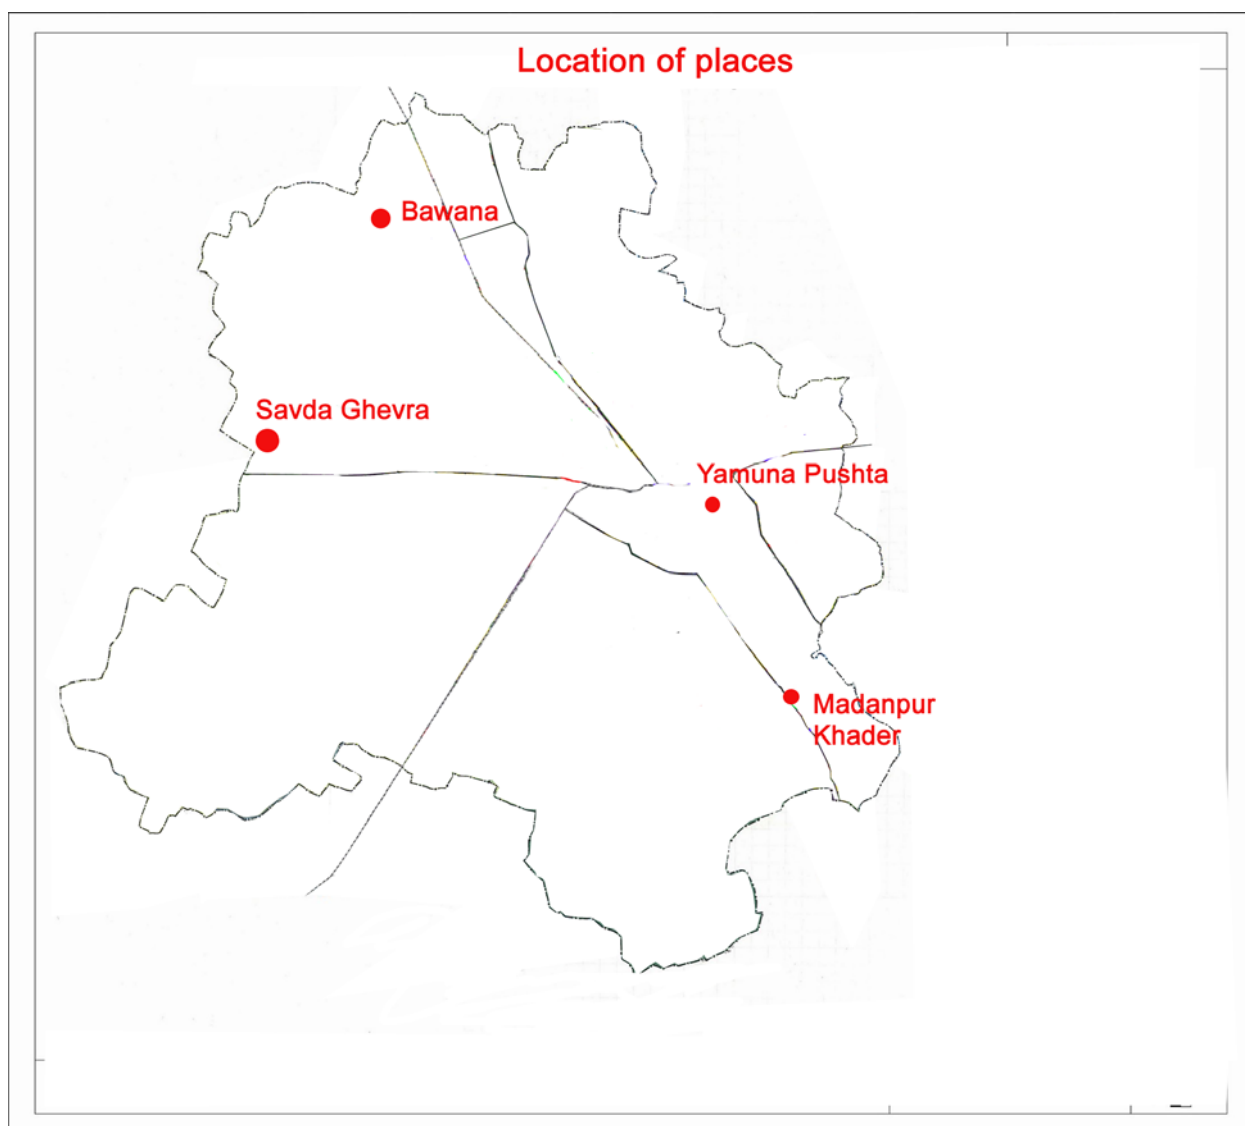 Location of places
Bawana
Savda Ghevra
Yamuna Pushta
Madanpur
Khader